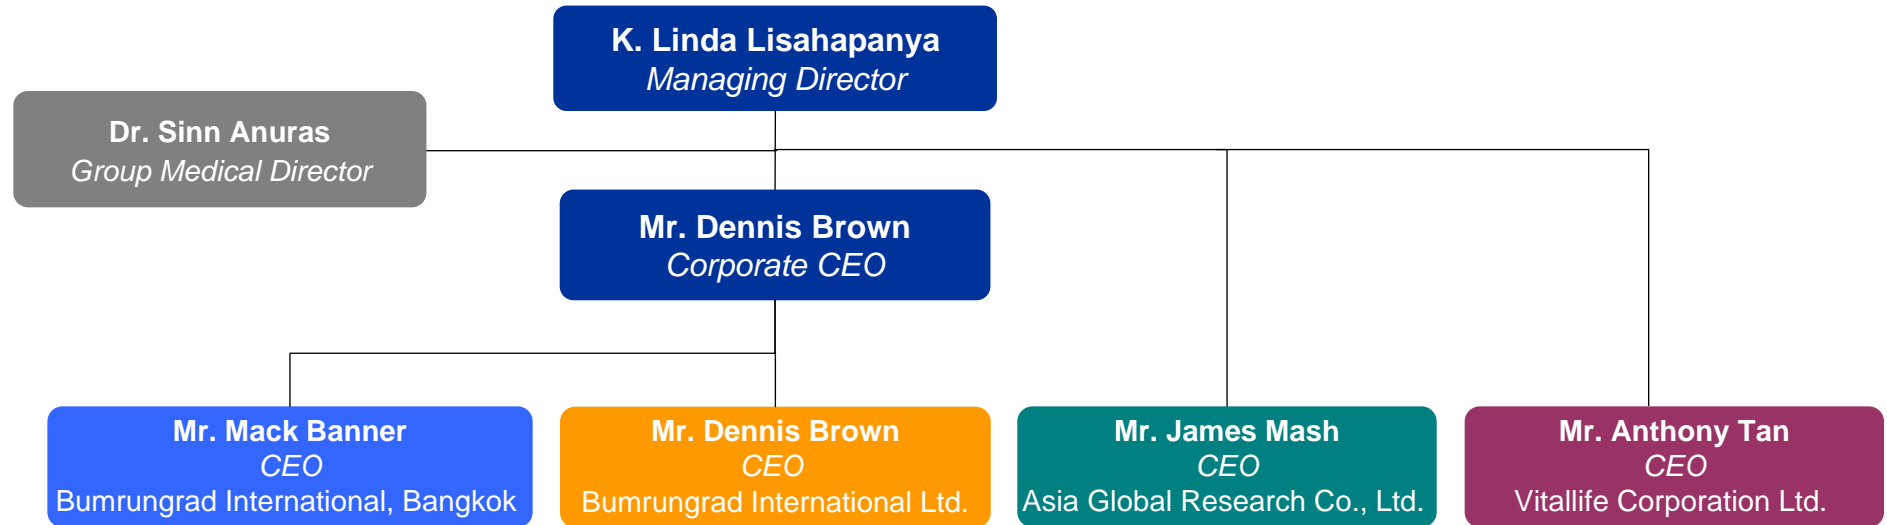 K. Linda Lisahapanya
Managing Director
Dr. Sinn Anuras
Group Medical Director
Mr. Dennis Brown
Corporate CEO
Mr. Mack Banner
CEO
Bumrungrad International, Bangkok
Mr. Dennis Brown
CEO
Bumrungrad International Ltd.
Mr. James Mash
CEO
Asia Global Research Co., Ltd.
Mr. Anthony Tan
CEO
Vitallife Corporation Ltd.